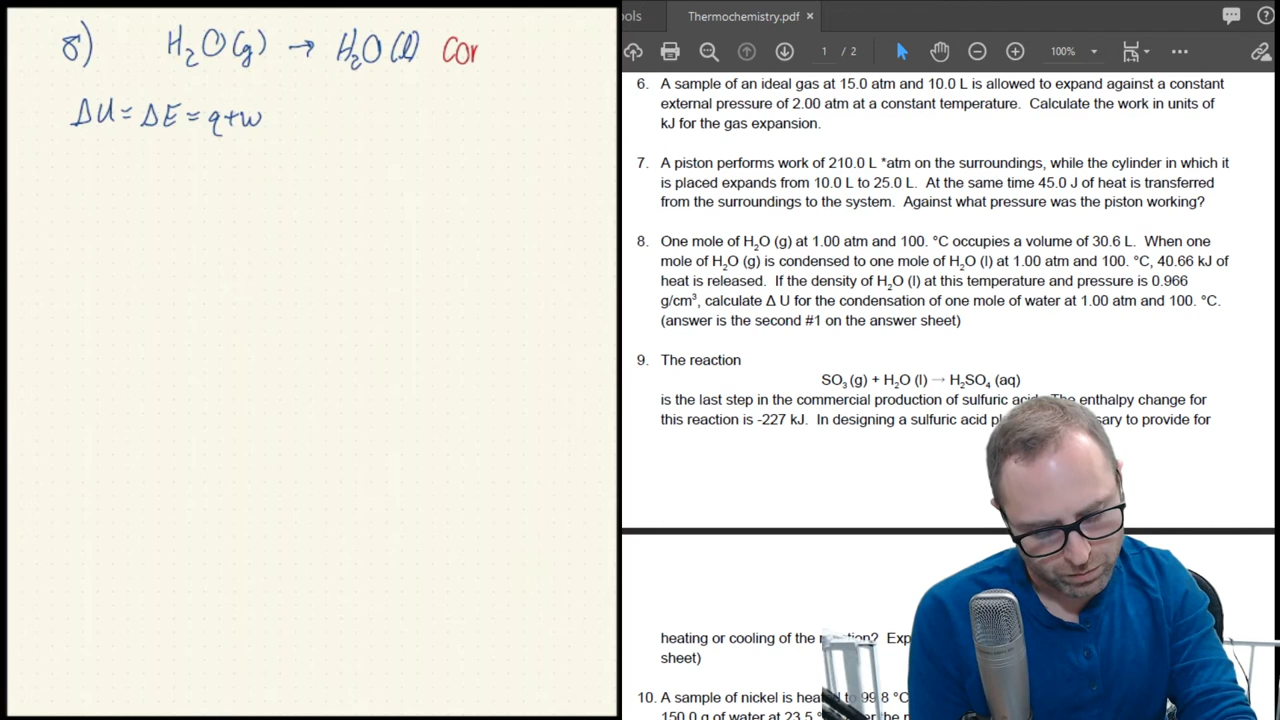 8) H₂O(g) → H₂O(l) Con
ΔU = ΔE = q+w
ols
Thermochemistry.pdf ×
1 / 2
100%
6. A sample of an ideal gas at 15.0 atm and 10.0 L is allowed to expand against a constant
external pressure of 2.00 atm at a constant temperature. Calculate the work in units of
kJ for the gas expansion.
7. A piston performs work of 210.0 L *atm on the surroundings, while the cylinder in which it
is placed expands from 10.0 L to 25.0 L. At the same time 45.0 J of heat is transferred
from the surroundings to the system. Against what pressure was the piston working?
8. One mole of H₂O (g) at 1.00 atm and 100. °C occupies a volume of 30.6 L. When one
mole of H₂O (g) is condensed to one mole of H₂O (l) at 1.00 atm and 100. °C, 40.66 kJ of
heat is released. If the density of H₂O (l) at this temperature and pressure is 0.966
g/cm³, calculate Δ U for the condensation of one mole of water at 1.00 atm and 100. °C.
(answer is the second #1 on the answer sheet)
9. The reaction
SO₃ (g) + H₂O (l) → H₂SO₄ (aq)
is the last step in the commercial production of sulfuric acid. The enthalpy change for
this reaction is -227 kJ. In designing a sulfuric acid pl sary to provide for
heating or cooling of the reaction? Exp
sheet)
10. A sample of nickel is heated to 99.8 °C
150.0 g of water at 23.5 °